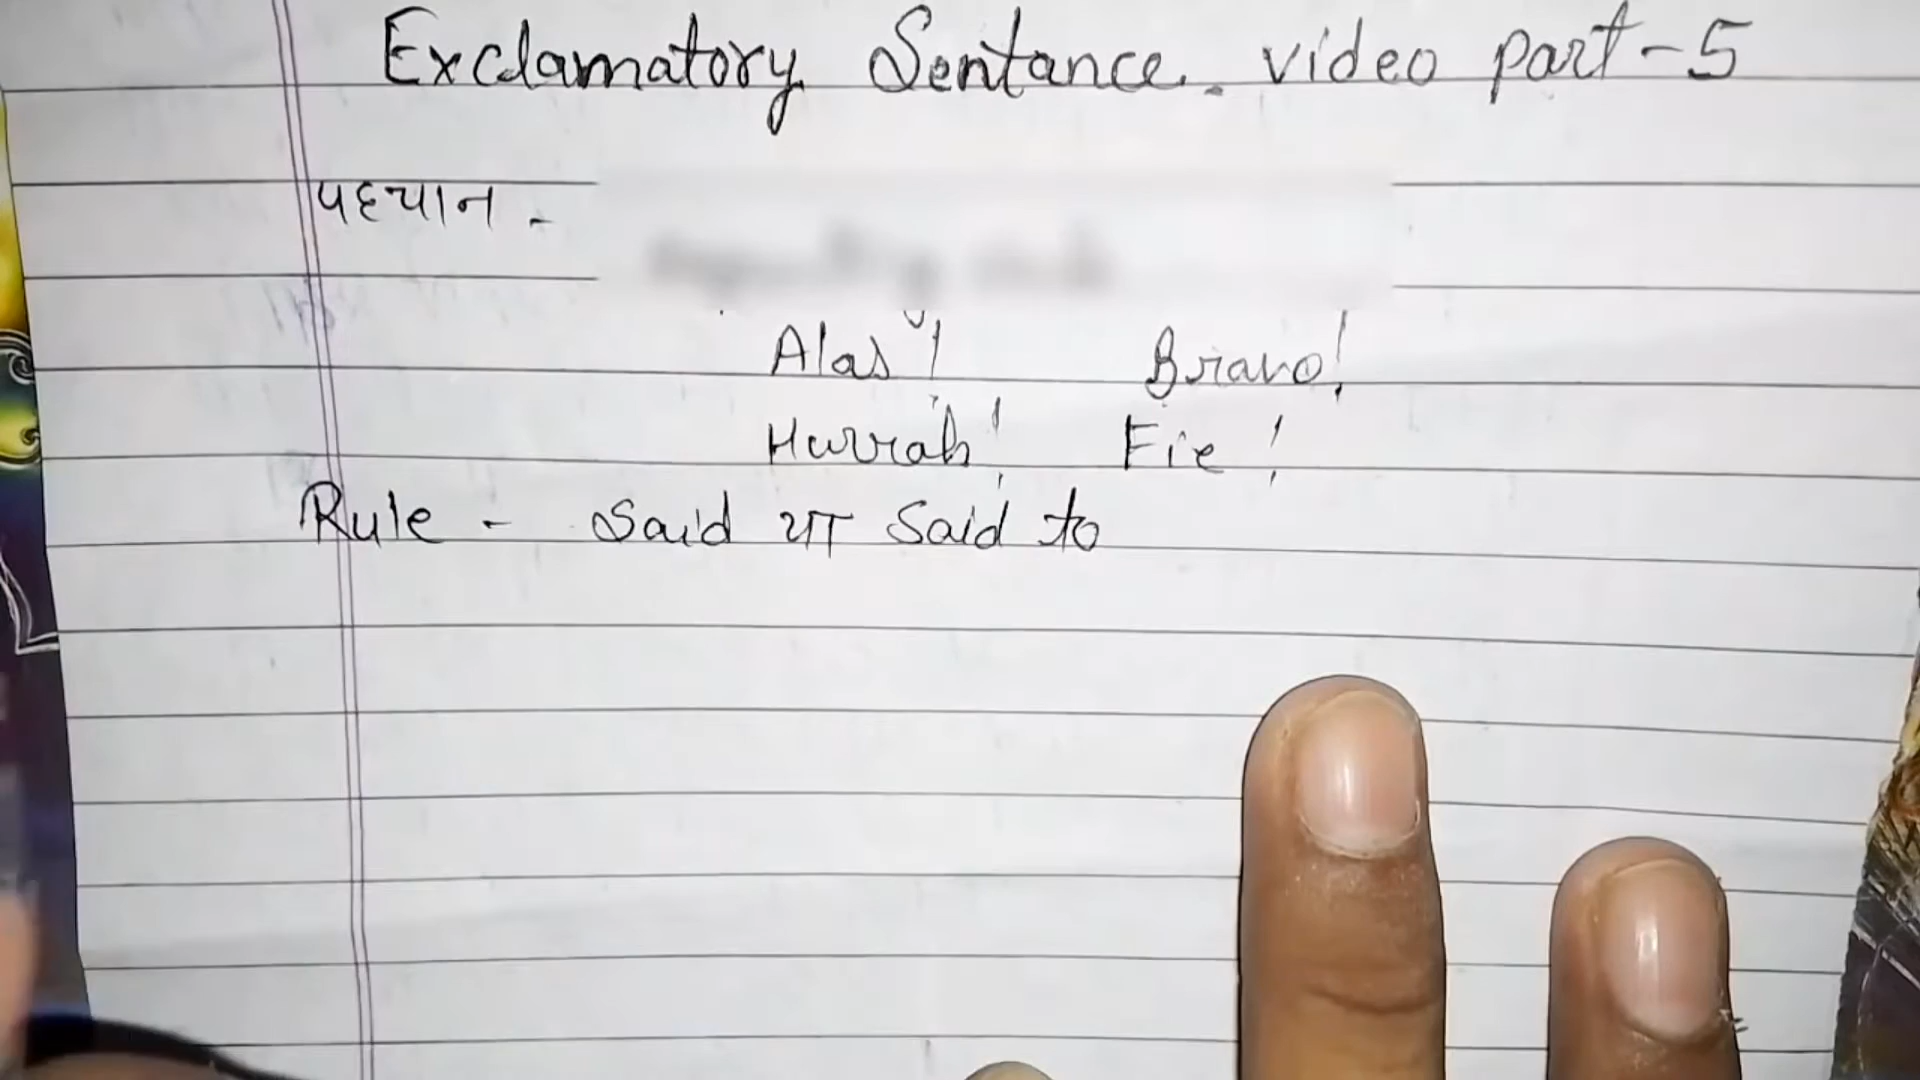 Exclamatory Sentance. video part-5
पहचान -
Alas! Bravo!
Hurrah! Fie!
Rule - Said या Said to